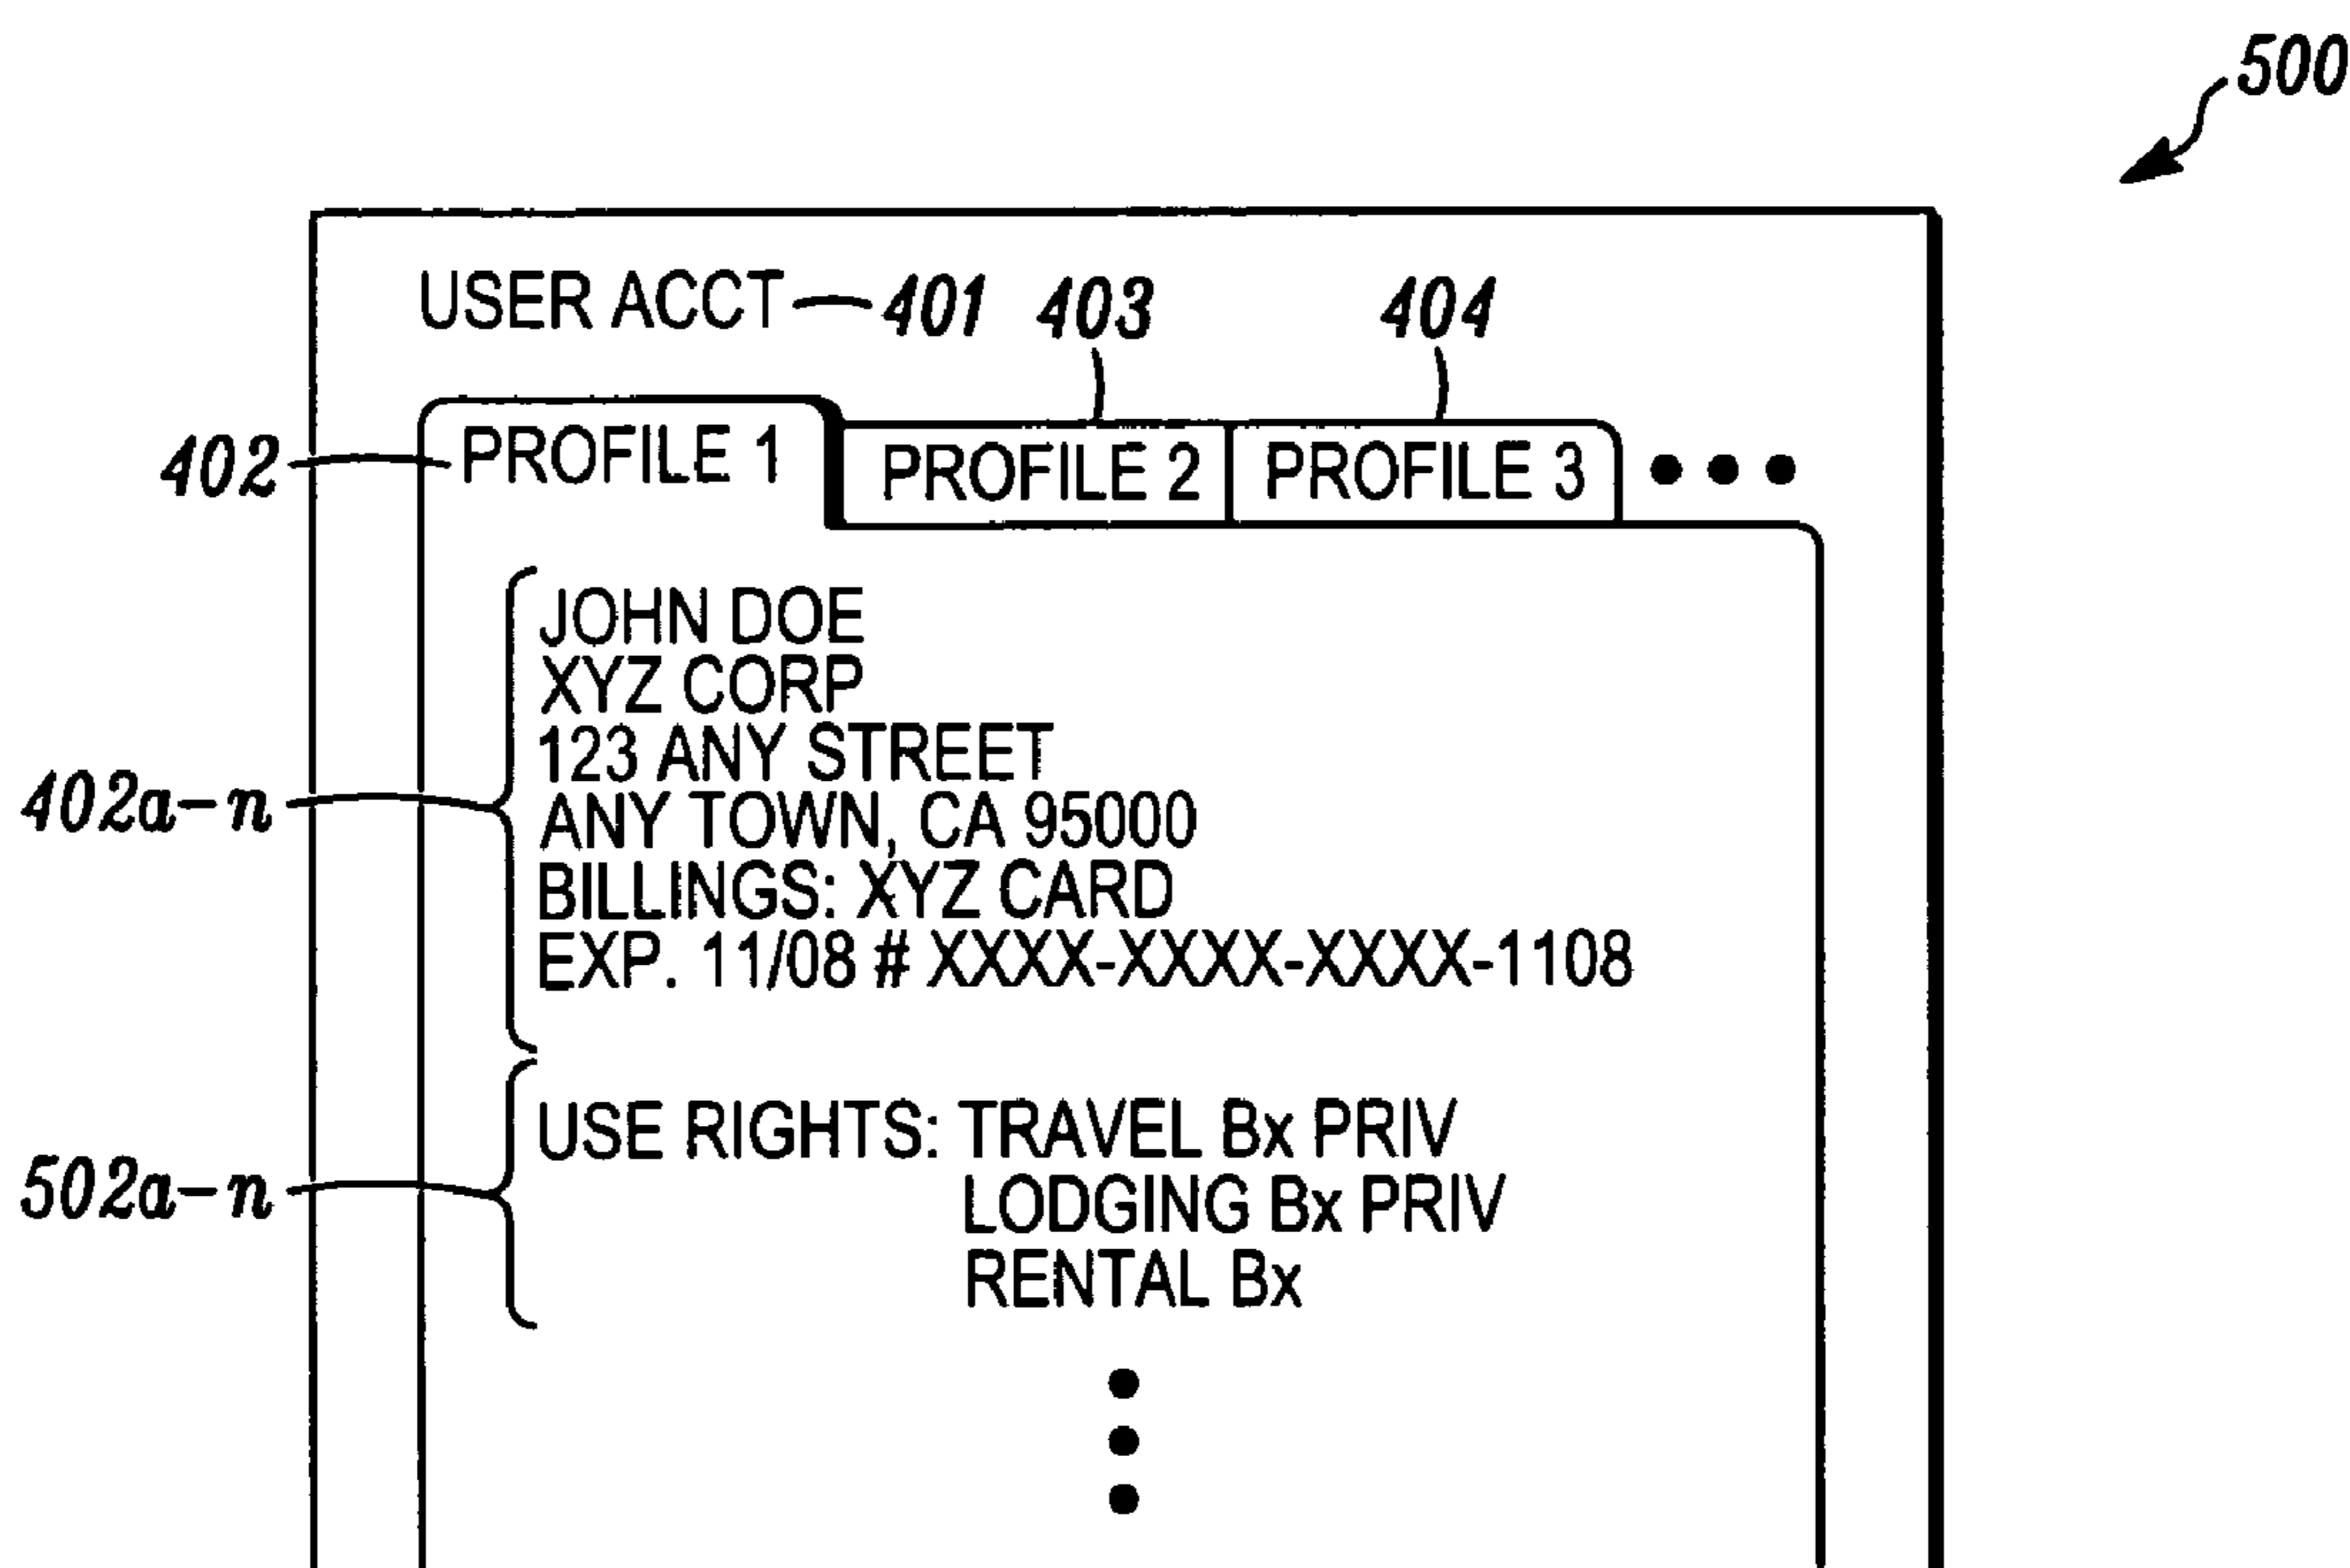 500
USER ACCT 401 403 404
402 PROFILE 1 PROFILE 2 PROFILE 3
JOHN DOE
XYZ CORP
123 ANY STREET
402a-n ANY TOWN, CA 95000
BILLINGS: XYZ CARD
EXP. 11/08 # XXXX-XXXX-XXXX-1108
USE RIGHTS: TRAVEL Bx PRIV
502a-n LODGING Bx PRIV
RENTAL Bx